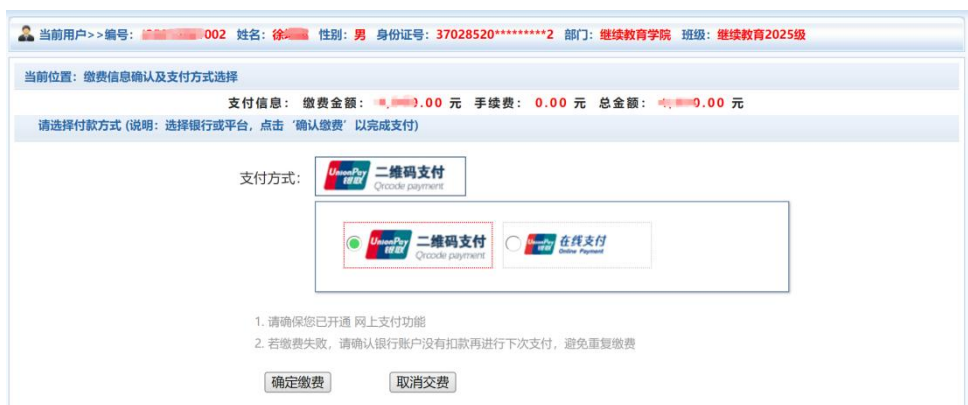 当前用户>>编号： 002 姓名：徐 性别：男 身份证号：37028520*********2 部门：继续教育学院 班级：继续教育2025级
当前位置：缴费信息确认及支付方式选择
支付信息： 缴费金额： .00 元 手续费：0.00 元 总金额： 0.00 元
请选择付款方式 (说明：选择银行或平台，点击‘确认缴费’以完成支付)
支付方式： UnionPay 银联 二维码支付
Qrcode payment
UnionPay 银联 二维码支付 UnionPay 银联 在线支付
Qrcode payment Online Payment
1. 请确保您已开通 网上支付功能
2. 若缴费失败，请确认银行账户没有扣款再进行下次支付，避免重复缴费
确定缴费 取消交费